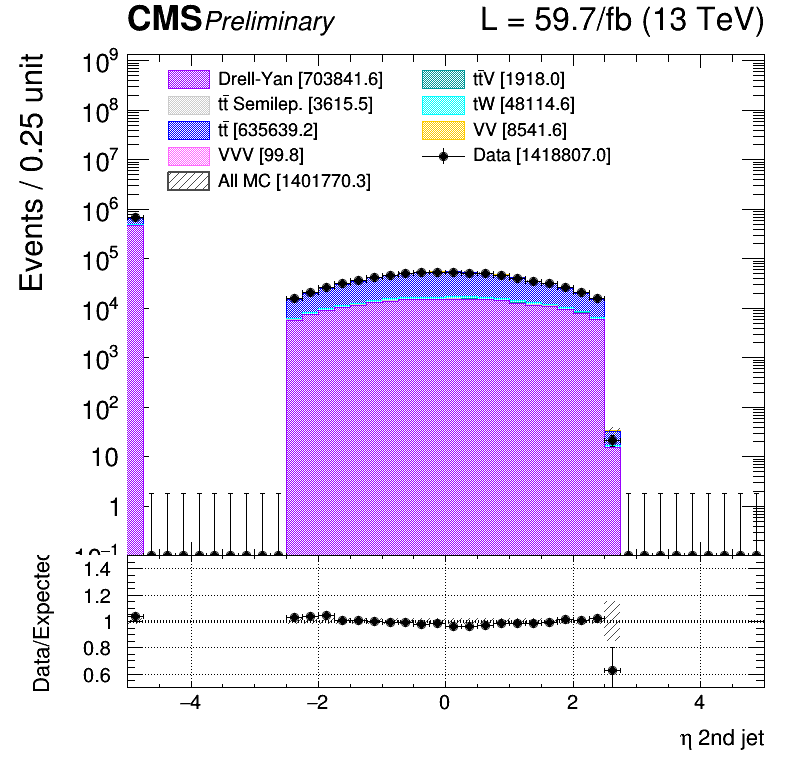 CMS Preliminary L = 59.7/fb (13 TeV)
Events / 0.25 unit
10⁹
10⁸
10⁷
10⁶
10⁵
10⁴
10³
10²
10
1
10⁻¹
Drell-Yan [703841.6]
tt̄ Semilep. [3615.5]
tt̄ [635639.2]
VVV [99.8]
All MC [1401770.3]
tt̄V [1918.0]
tW [48114.6]
VV [8541.6]
Data [1418807.0]
Data/Expected
1.4
1.2
1
0.8
0.6
−4 −2 0 2 4
η 2nd jet